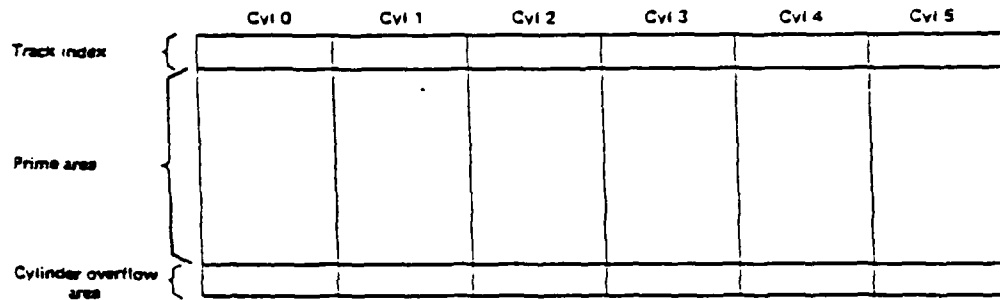 Cyl 0 Cyl 1 Cyl 2 Cyl 3 Cyl 4 Cyl 5
Track index
Prime area
Cylinder overflow
area